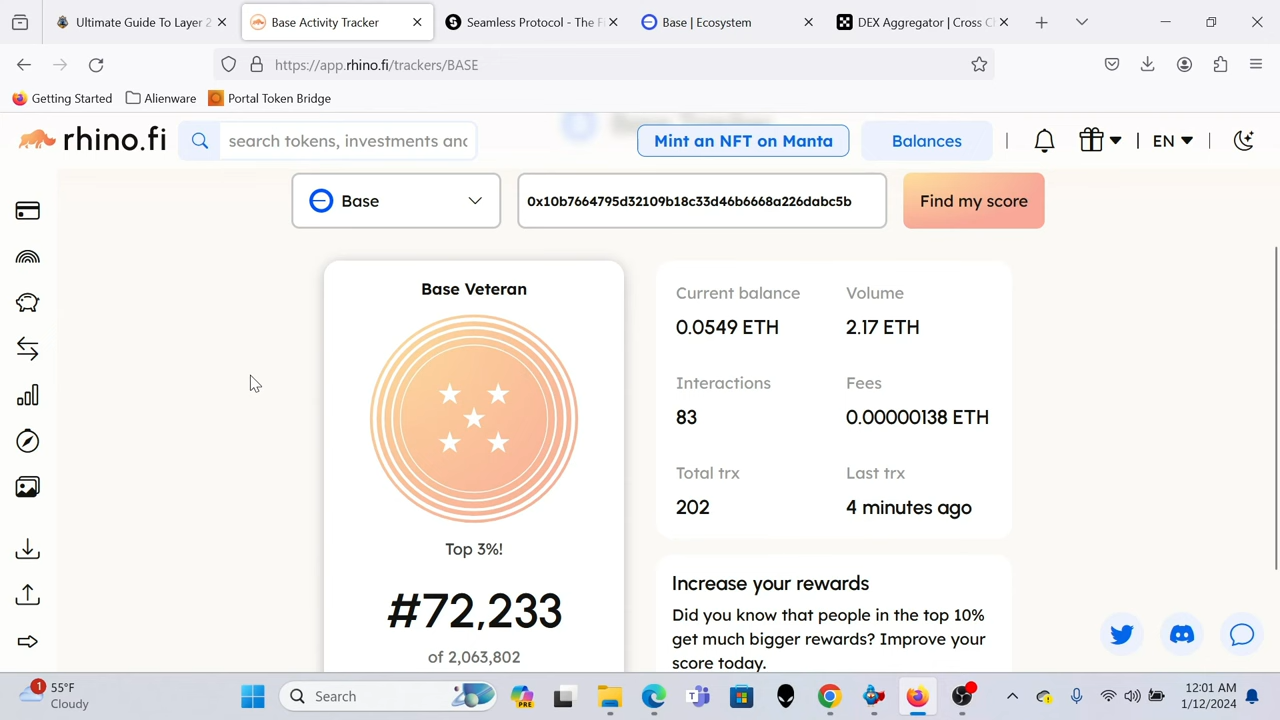 Ultimate Guide To Layer 2
Base Activity Tracker
Seamless Protocol - The Fi
Base | Ecosystem
DEX Aggregator | Cross Ch
https://app.rhino.fi/trackers/BASE
Getting Started
Alienware
Portal Token Bridge
rhino.fi
search tokens, investments anc
Mint an NFT on Manta
Balances
EN
Base
0x10b7664795d32109b18c33d46b6668a226dabc5b
Find my score
Base Veteran
Top 3%!
#72,233
of 2,063,802
Current balance
Volume
0.0549 ETH
2.17 ETH
Interactions
Fees
83
0.00000138 ETH
Total trx
Last trx
202
4 minutes ago
Increase your rewards
Did you know that people in the top 10%
get much bigger rewards? Improve your
score today.
1
55°F
Cloudy
Search
PRE
12:01 AM
1/12/2024